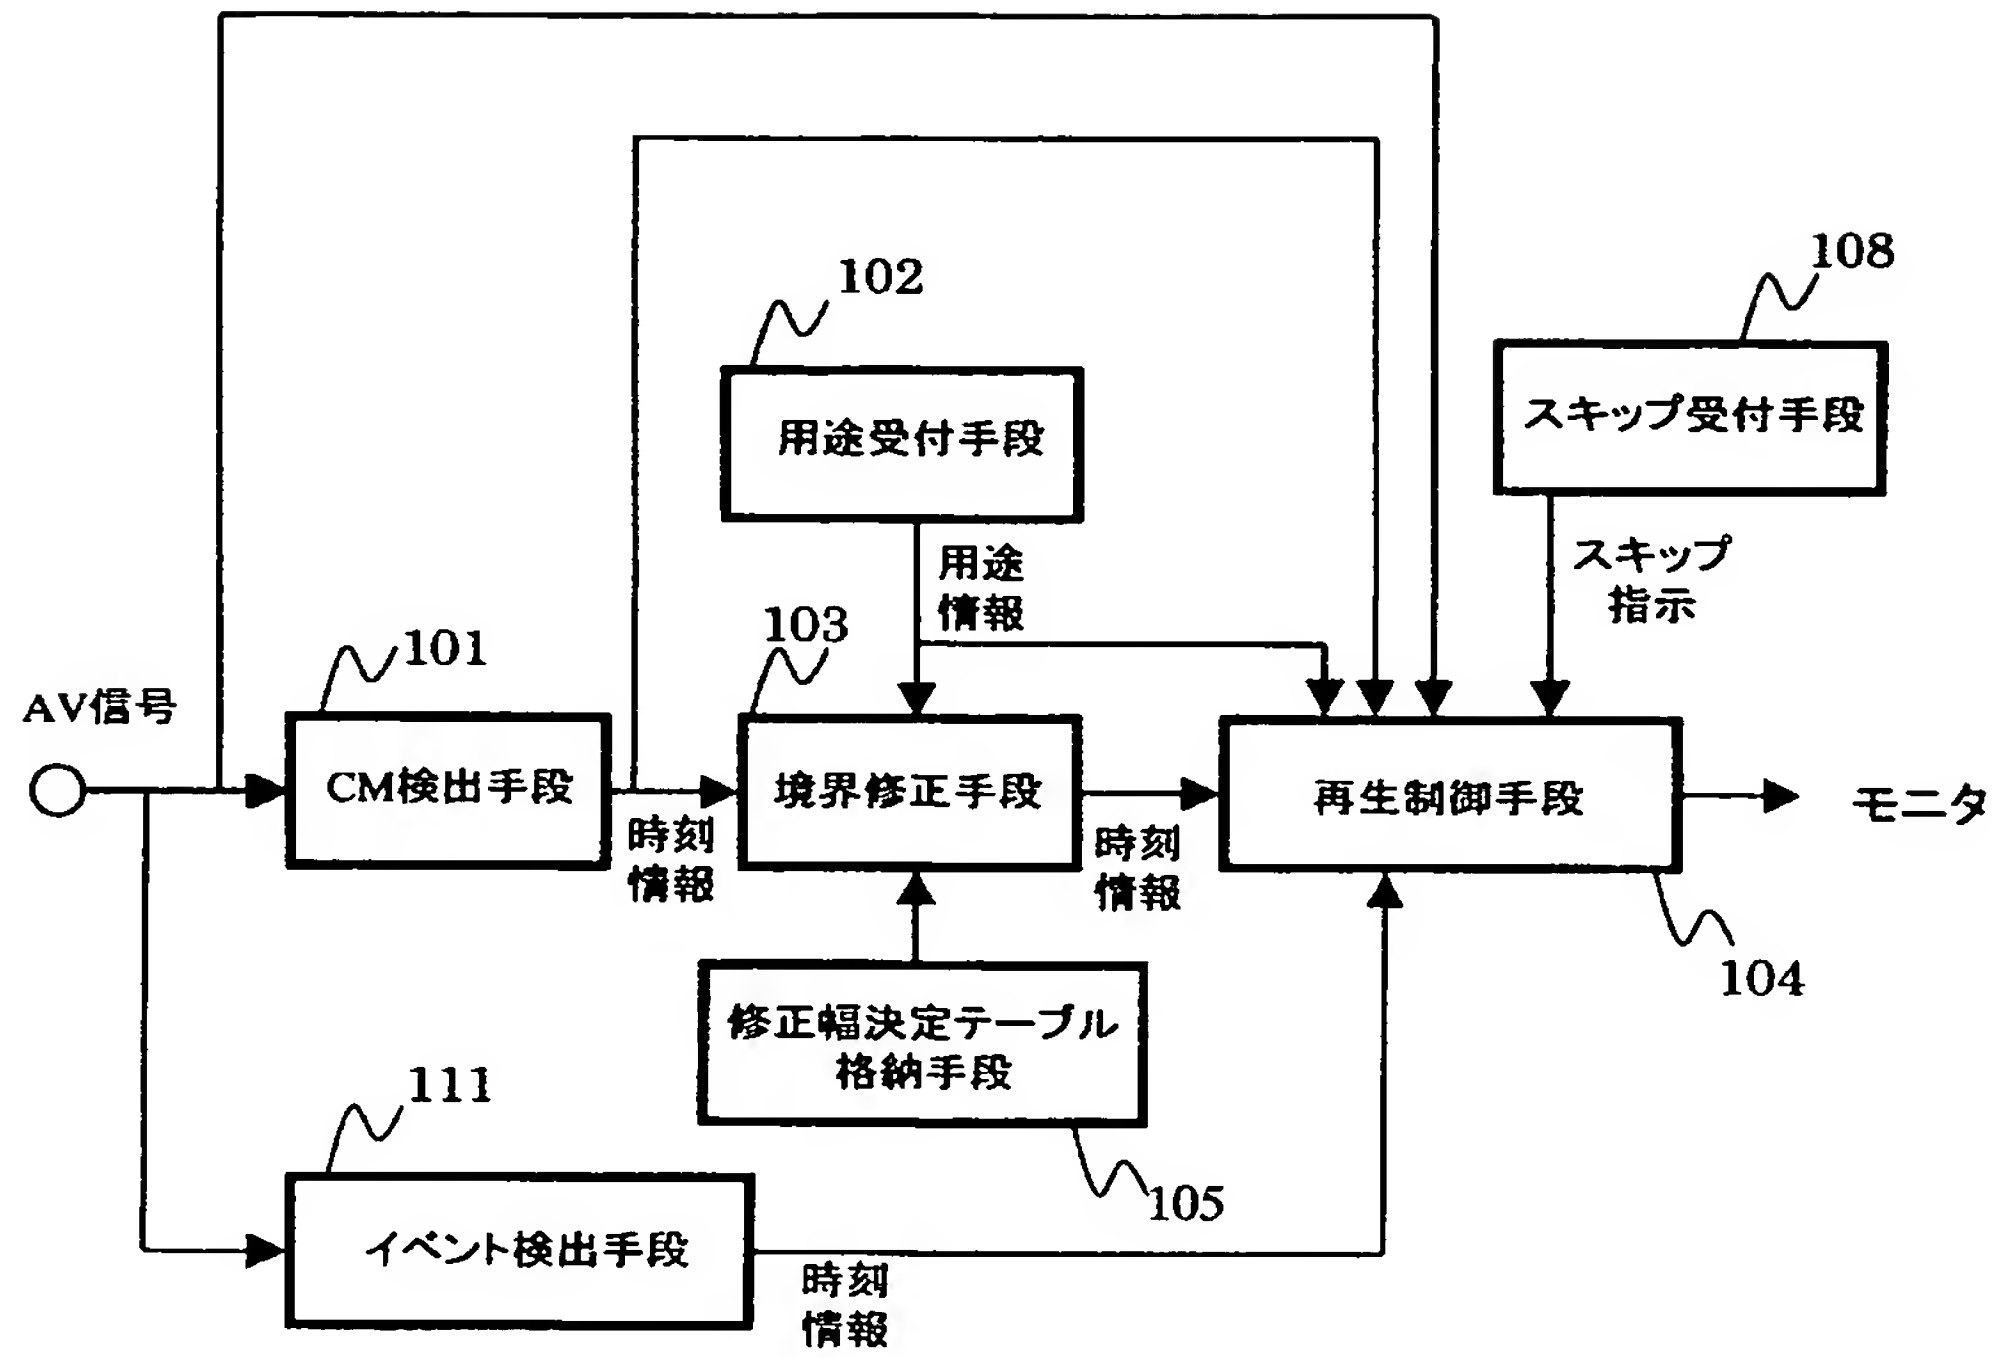 108
102
スキップ受付手段
用途受付手段
スキップ
指示
用途
情報
103
101
AV信号
CM検出手段
境界修正手段
再生制御手段
モニタ
時刻
情報
時刻
情報
104
修正幅決定テーブル
格納手段
111
105
イベント検出手段
時刻
情報